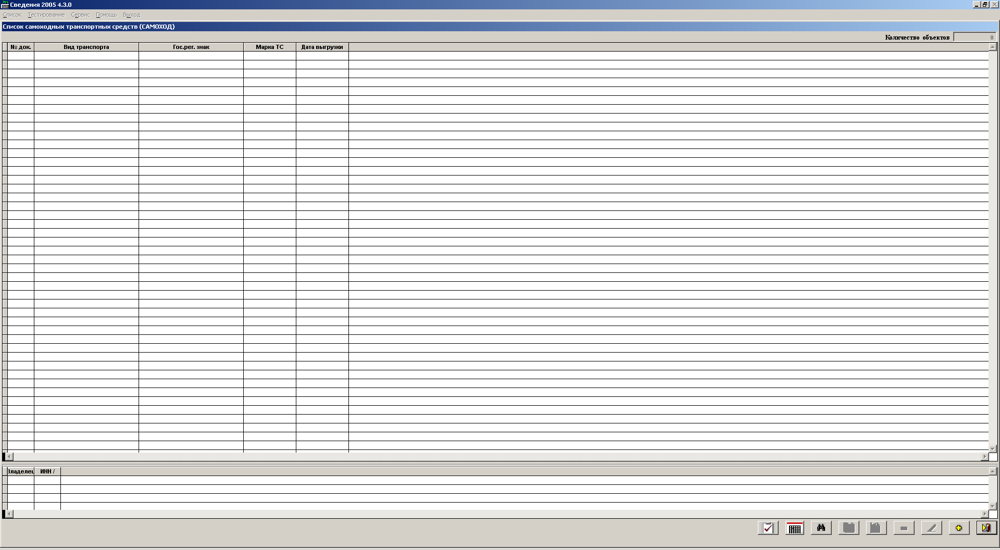 Сведения 2005 4.3.0
Список Тестирование Сервис Помощь Выход
Список самоходных транспортных средств (САМОХОД)
Количество объектов 0
№ док. Вид транспорта Гос.рег. знак Марка ТС Дата выгрузки
Владелец ИНН /